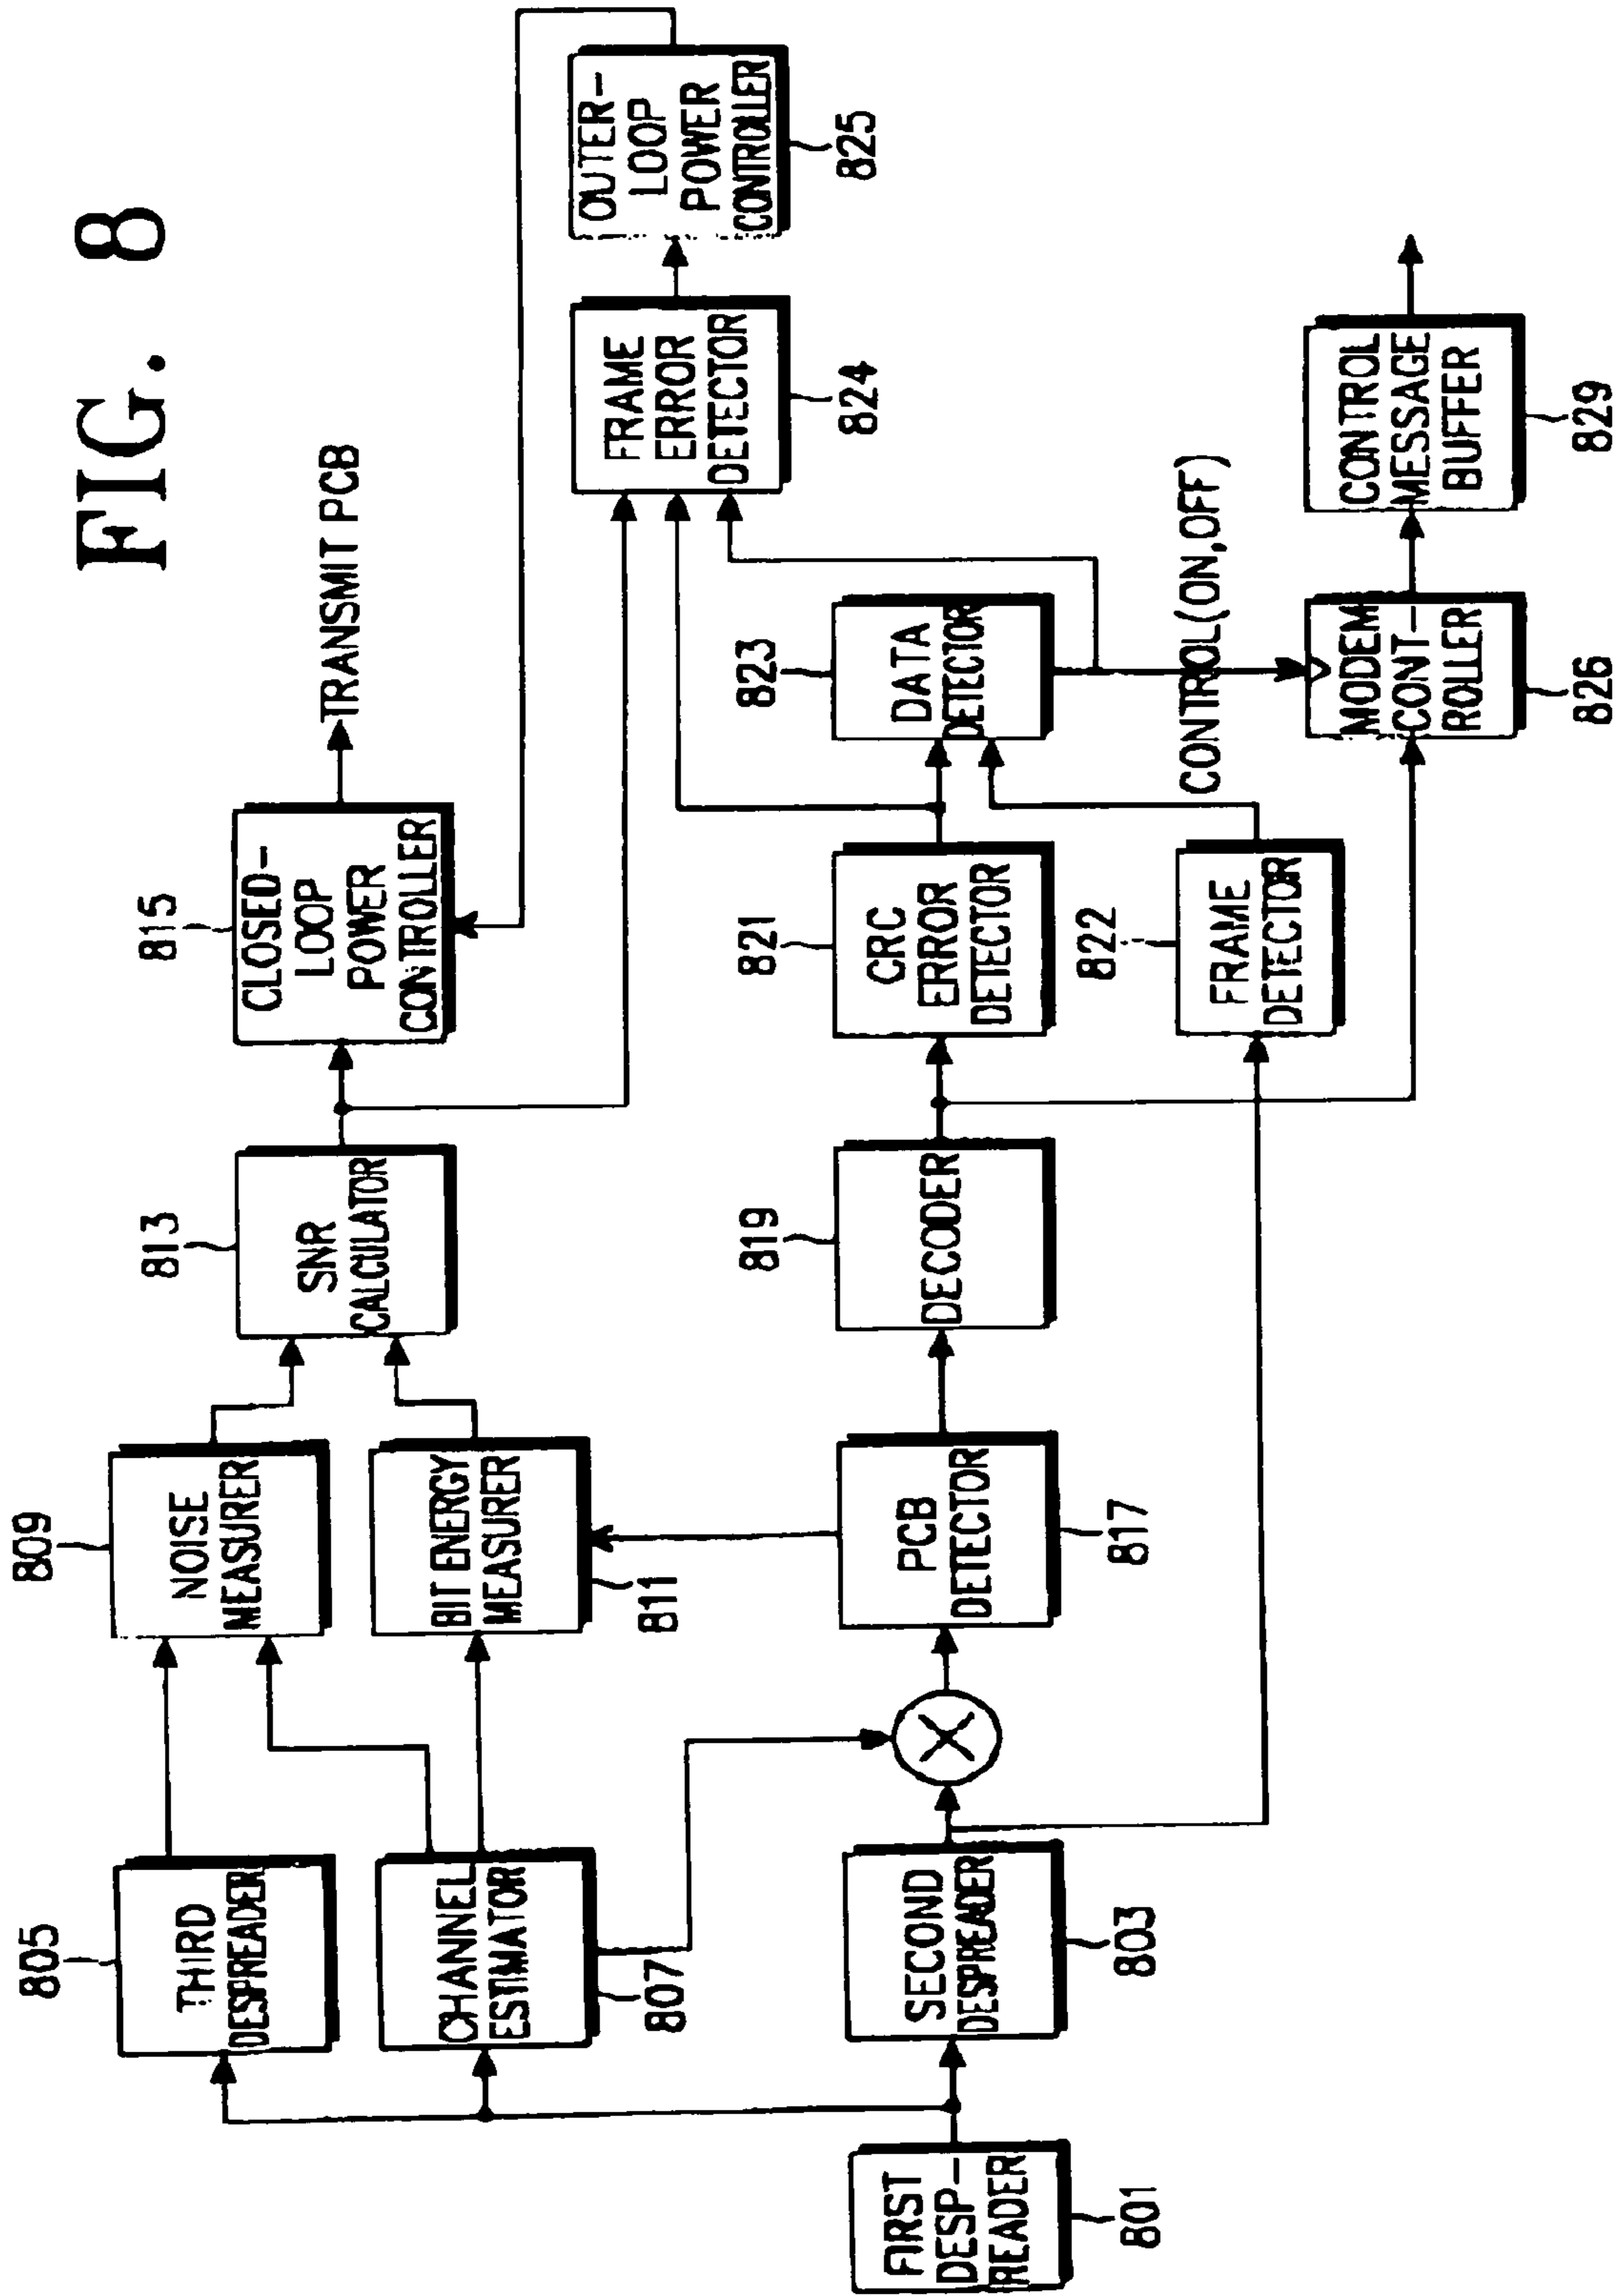 FIG. 8
805
THIRD
DESPREADER
809
NOISE
MEASURER
813
SNR
CALCULATOR
815
CLOSED-
LOOP
POWER
CONTROLLER
TRANSMIT PCB
CHANNEL
ESTIMATOR
807
BIT ENERGY
MEASURER
811
FRAME
ERROR
DETECTOR
824
OUTER-
LOOP
POWER
CONTROLLER
825
FIRST
DESP-
READER
801
SECOND
DESPREADER
803
PCB
DETECTOR
817
819
DECODER
821
CRC
ERROR
DETECTOR
823
DATA
DETECTOR
822
FRAME
DETECTOR
CONTROL(ON,OFF)
MODEM
CONT-
ROLLER
826
CONTROL
MESSAGE
BUFFER
829